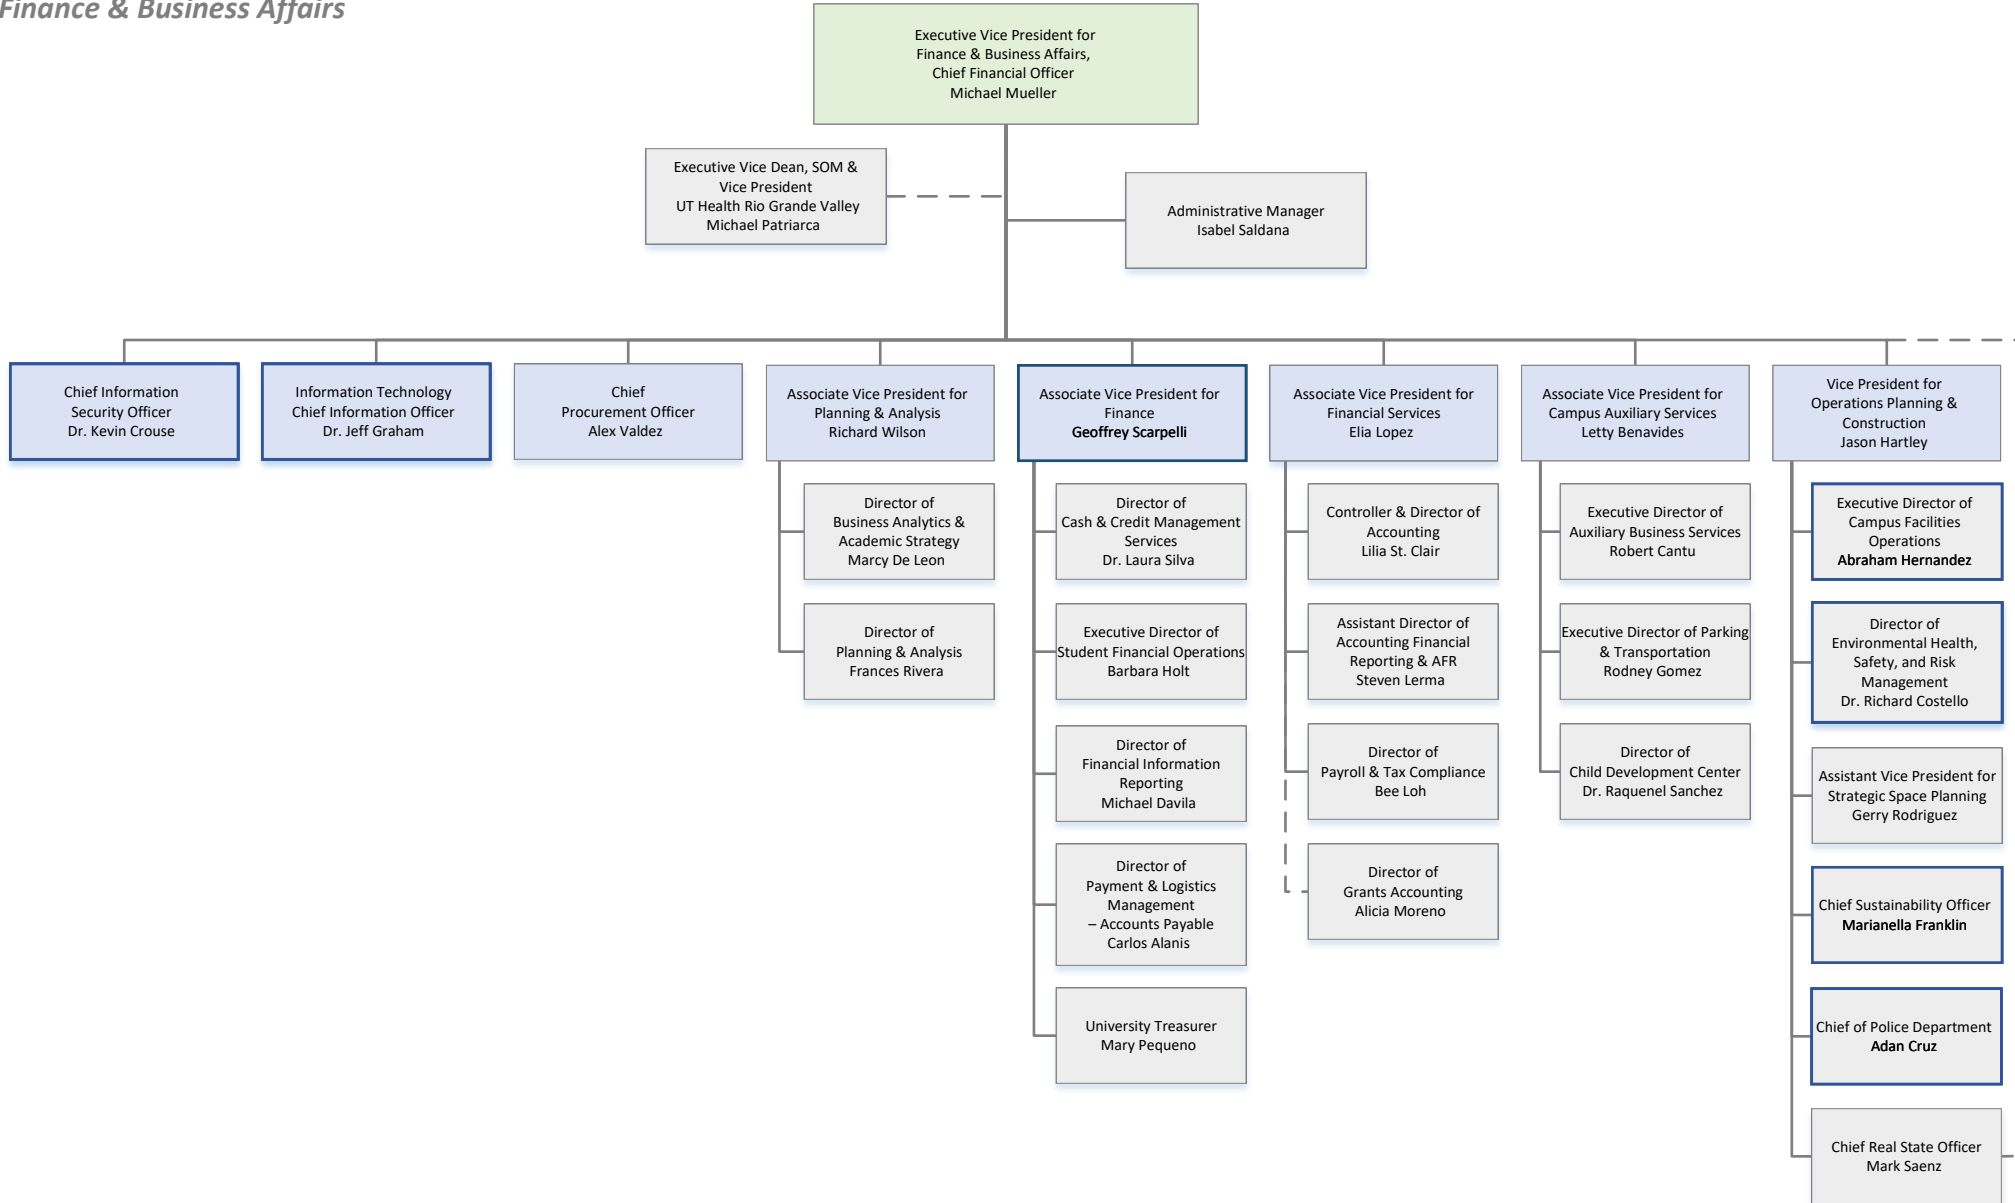 Finance & Business Affairs
Executive Vice President for
Finance & Business Affairs,
Chief Financial Officer
Michael Mueller
Executive Vice Dean, SOM &
Vice President
UT Health Rio Grande Valley
Michael Patriarca
Administrative Manager
Isabel Saldana
Chief Information
Security Officer
Dr. Kevin Crouse
Information Technology
Chief Information Officer
Dr. Jeff Graham
Chief
Procurement Officer
Alex Valdez
Associate Vice President for
Planning & Analysis
Richard Wilson
Associate Vice President for
Finance
Geoffrey Scarpelli
Associate Vice President for
Financial Services
Elia Lopez
Associate Vice President for
Campus Auxiliary Services
Letty Benavides
Vice President for
Operations Planning &
Construction
Jason Hartley
Director of
Business Analytics &
Academic Strategy
Marcy De Leon
Director of
Planning & Analysis
Frances Rivera
Director of
Cash & Credit Management
Services
Dr. Laura Silva
Executive Director of
Student Financial Operations
Barbara Holt
Director of
Financial Information
Reporting
Michael Davila
Director of
Payment & Logistics
Management
– Accounts Payable
Carlos Alanis
University Treasurer
Mary Pequeno
Controller & Director of
Accounting
Lilia St. Clair
Assistant Director of
Accounting Financial
Reporting & AFR
Steven Lerma
Director of
Payroll & Tax Compliance
Bee Loh
Director of
Grants Accounting
Alicia Moreno
Executive Director of
Auxiliary Business Services
Robert Cantu
Executive Director of Parking
& Transportation
Rodney Gomez
Director of
Child Development Center
Dr. Raquenel Sanchez
Executive Director of
Campus Facilities
Operations
Abraham Hernandez
Director of
Environmental Health,
Safety, and Risk
Management
Dr. Richard Costello
Assistant Vice President for
Strategic Space Planning
Gerry Rodriguez
Chief Sustainability Officer
Marianella Franklin
Chief of Police Department
Adan Cruz
Chief Real State Officer
Mark Saenz